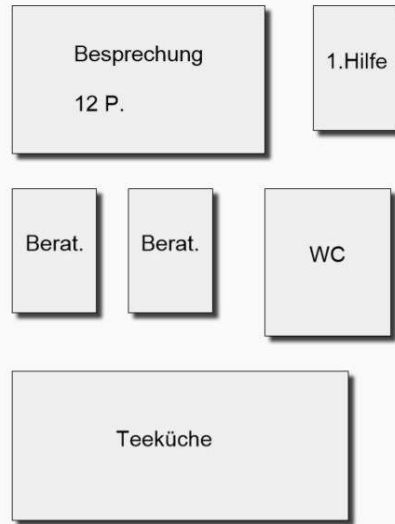 Besprechung
12 P.
1.Hilfe
Berat.
Berat.
WC
Teeküche